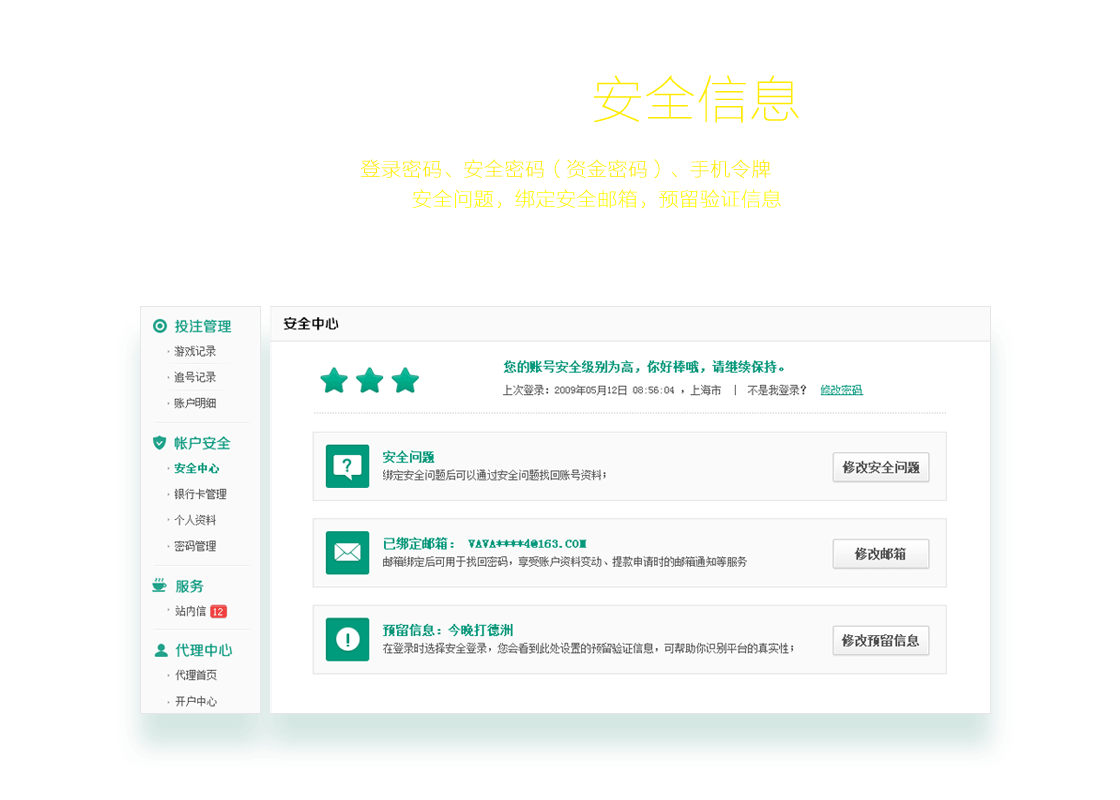 安全信息
登录密码、安全密码(资金密码)、手机令牌
安全问题，绑定安全邮箱，预留验证信息
投注管理
· 游戏记录
· 追号记录
· 账户明细
帐户安全
· 安全中心
· 银行卡管理
· 个人资料
· 密码管理
服务
· 站内信 12
代理中心
· 代理首页
· 开户中心
安全中心
您的账号安全级别为高，你好棒哦，请继续保持。
上次登录：2009年05月12日 08:56:04 ，上海市 | 不是我登录？ 修改密码
安全问题
绑定安全问题后可以通过安全问题找回账号资料；
修改安全问题
已绑定邮箱： VAVA****4@163.COM
邮箱绑定后可用于找回密码，享受账户资料变动、提款申请时的邮箱通知等服务
修改邮箱
预留信息：今晚打德洲
在登录时选择安全登录，您会看到此处设置的预留验证信息，可帮助你识别平台的真实性；
修改预留信息